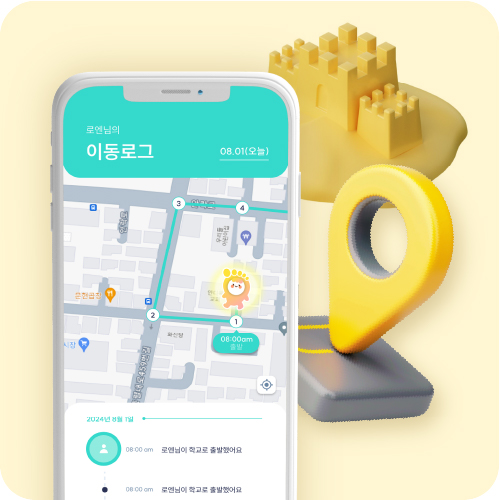 로엔님의
이동로그
08.01(오늘)
3
4
2
1
08:00am
출발
2024년 8월 1일
08:00 am 로엔님이 학교로 출발했어요
08:00 am 로엔님이 학교로 출발했어요